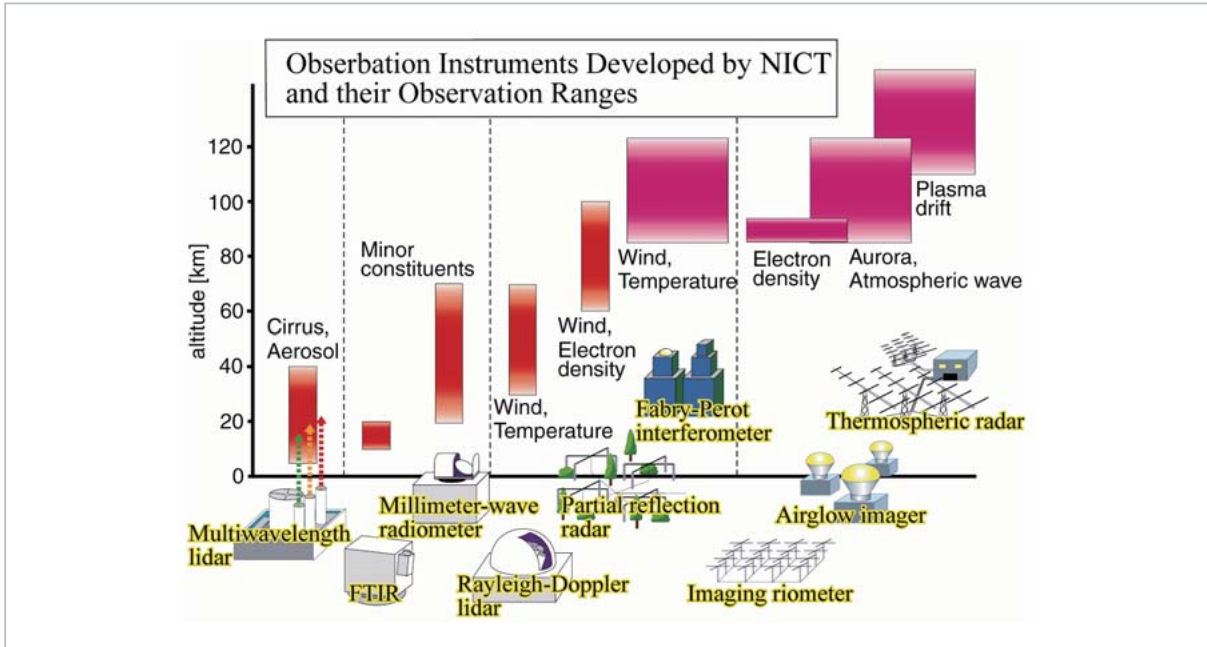 Obserbation Instruments Developed by NICT
and their Observation Ranges
altitude [km]
120
100
80
60
40
20
0
Cirrus,
Aerosol
Minor
constituents
Wind,
Temperature
Wind,
Electron
density
Wind,
Temperature
Electron
density
Aurora,
Atmospheric wave
Plasma
drift
Multiwavelength
lidar
FTIR
Millimeter-wave
radiometer
Rayleigh-Doppler
lidar
Partial reflection
radar
Fabry-Perot
interferometer
Imaging riometer
Airglow imager
Thermospheric radar